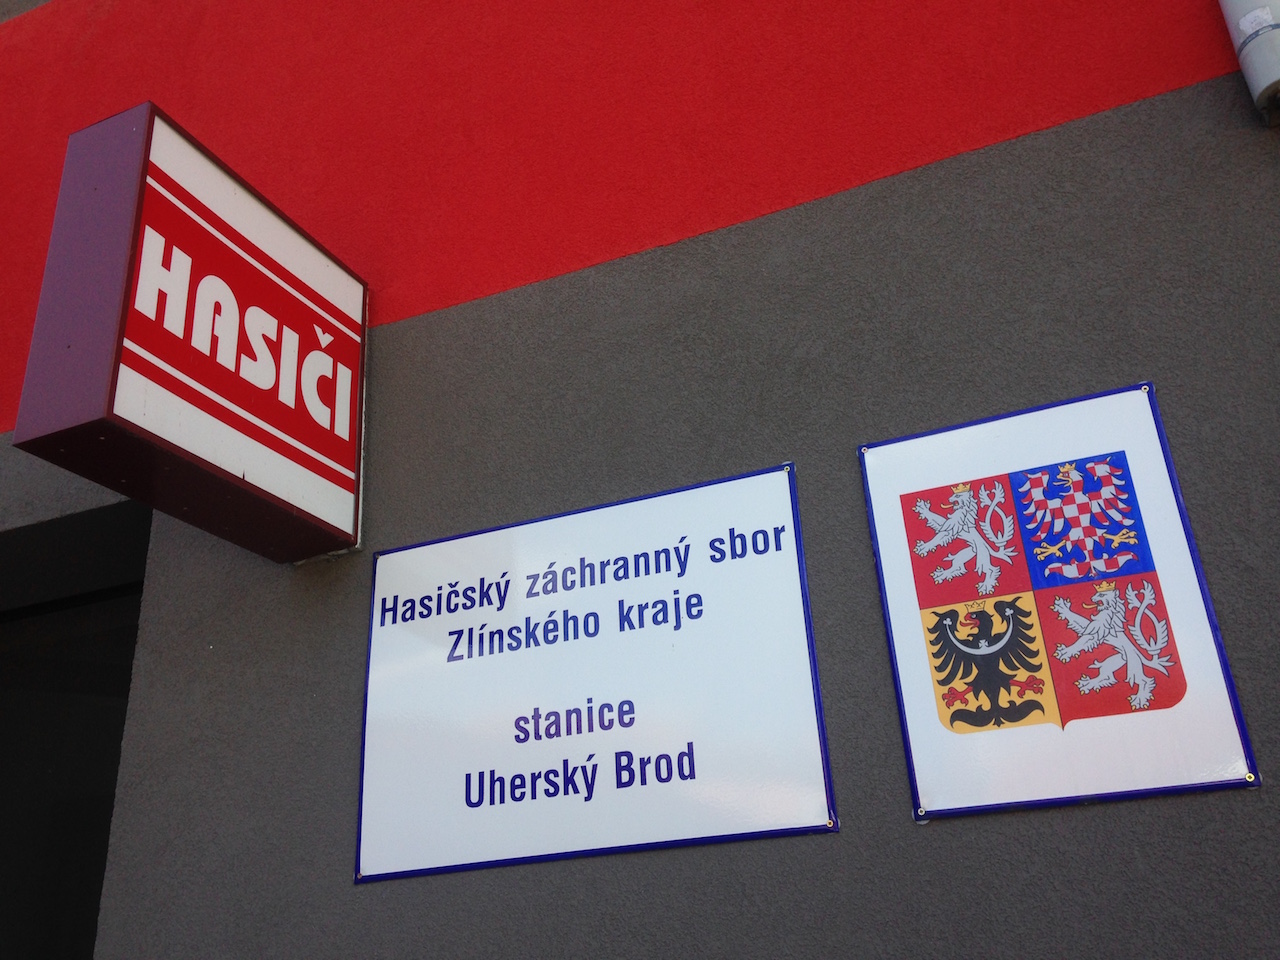 HASIČI
Hasičský záchranný sbor
Zlínského kraje
stanice
Uherský Brod